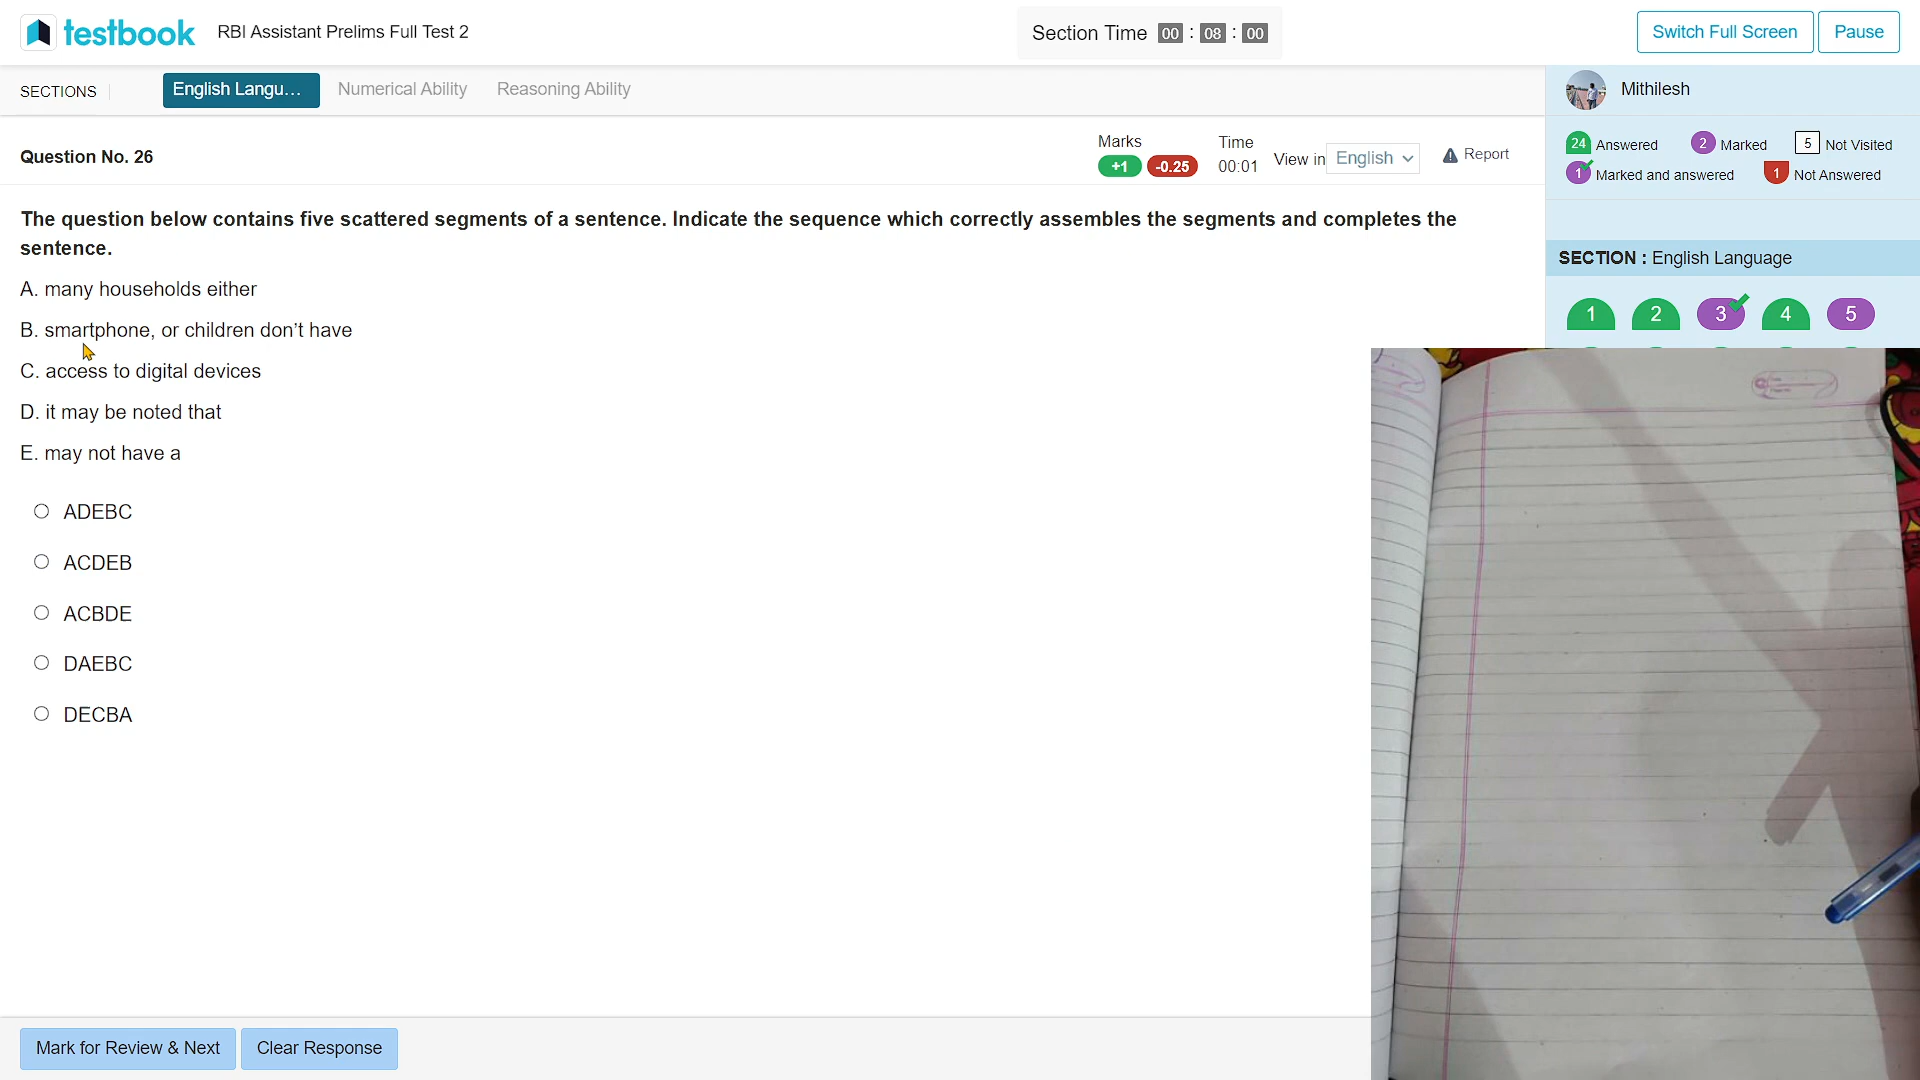 testbook RBI Assistant Prelims Full Test 2 Section Time 00 : 08 : 00 Switch Full Screen Pause
SECTIONS English Langu... Numerical Ability Reasoning Ability Mithilesh
Question No. 26 Marks +1 -0.25 Time 00:01 View in English Report
24 Answered 2 Marked 5 Not Visited
1 Marked and answered 1 Not Answered
The question below contains five scattered segments of a sentence. Indicate the sequence which correctly assembles the segments and completes the
sentence.
SECTION : English Language
A. many households either
1 2 3 4 5
B. smartphone, or children don’t have
C. access to digital devices
D. it may be noted that
E. may not have a
ADEBC
ACDEB
ACBDE
DAEBC
DECBA
Mark for Review & Next Clear Response